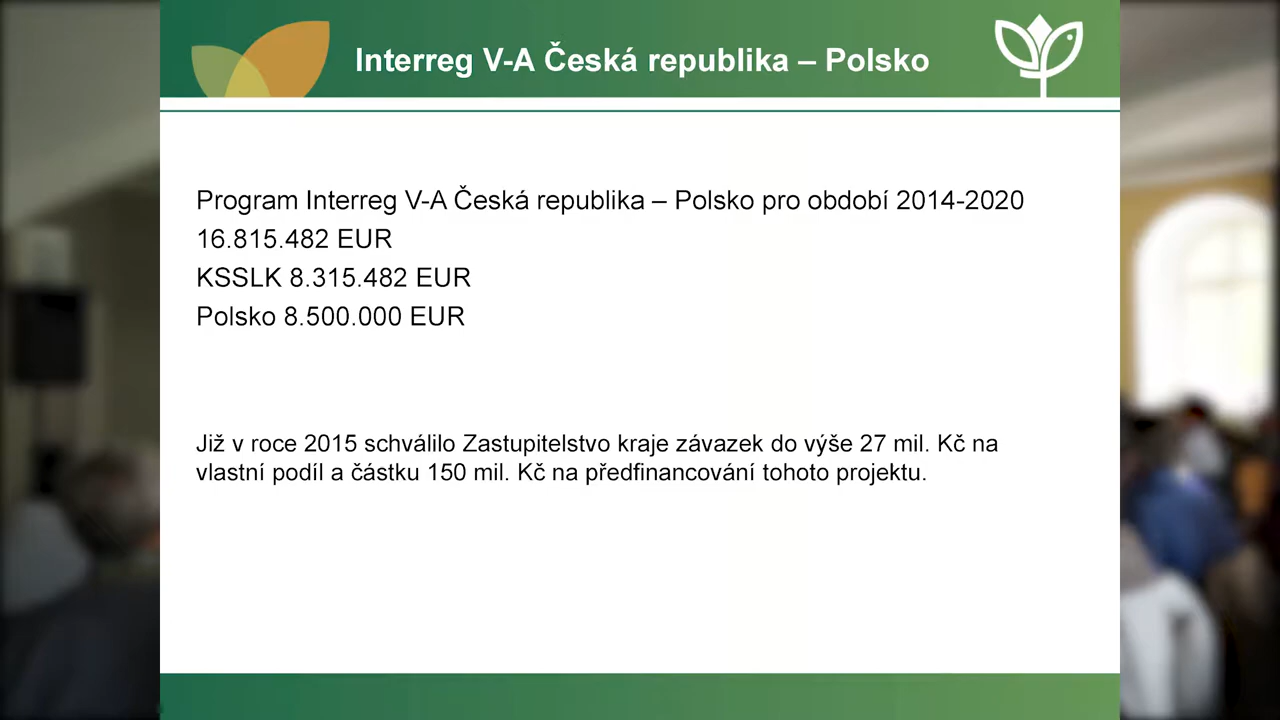 Interreg V-A Česká republika – Polsko
Program Interreg V-A Česká republika – Polsko pro období 2014-2020
16.815.482 EUR
KSSLK 8.315.482 EUR
Polsko 8.500.000 EUR
Již v roce 2015 schválilo Zastupitelstvo kraje závazek do výše 27 mil. Kč na
vlastní podíl a částku 150 mil. Kč na předfinancování tohoto projektu.